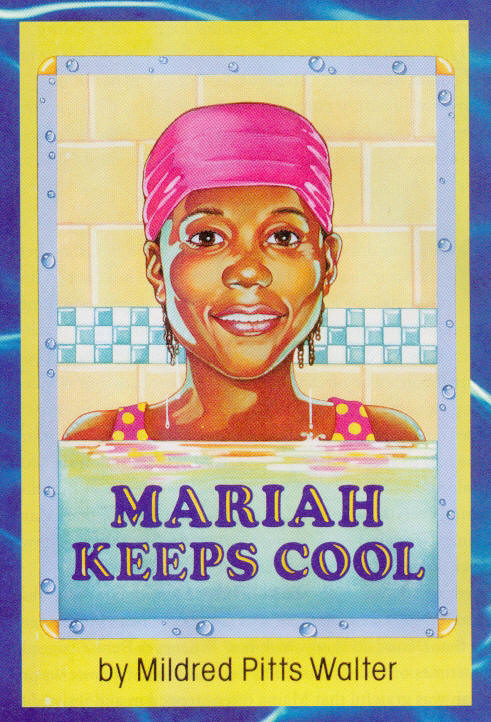 MARIAH
KEEPS COOL
by Mildred Pitts Walter